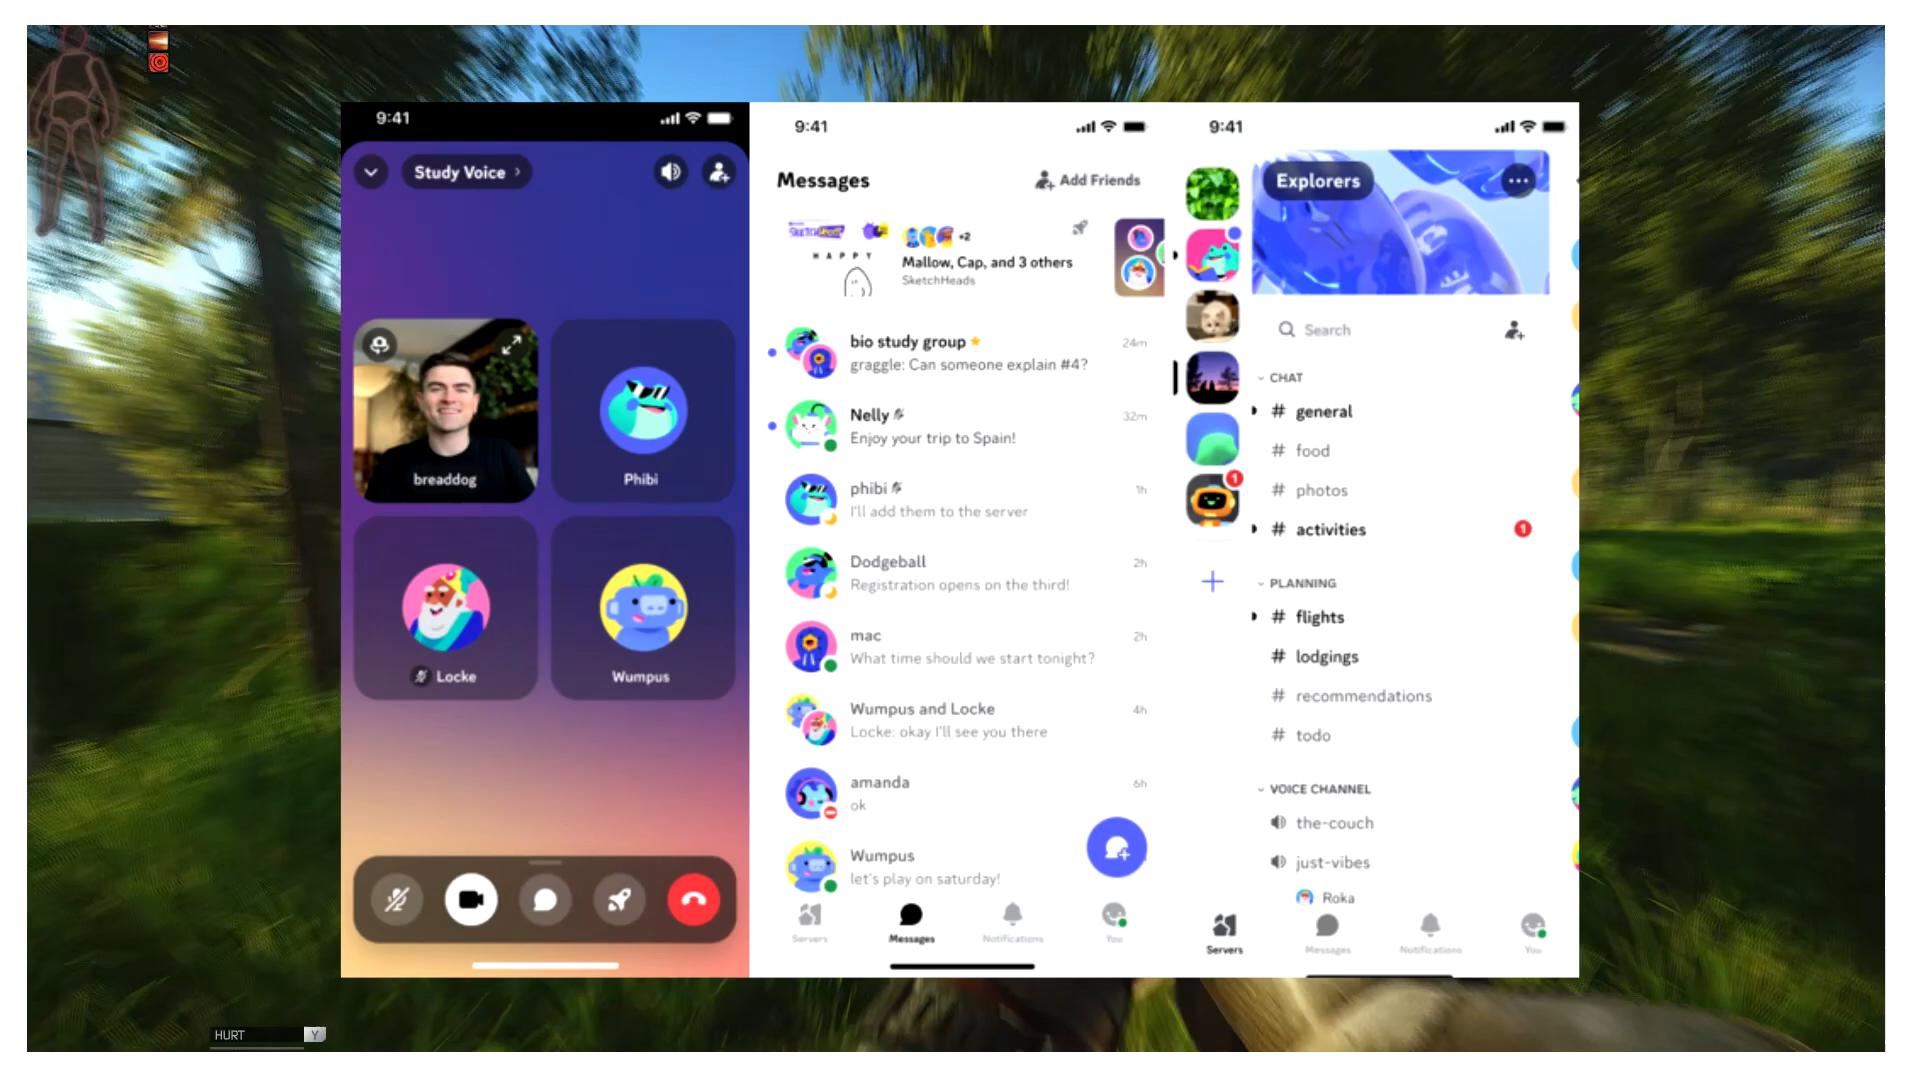 9:41
Study Voice
breaddog
Phibi
Locke
Wumpus
9:41
Messages
Add Friends
HAPPY
+2
Mallow, Cap, and 3 others
SketchHeads
bio study group
24m
graggle: Can someone explain #4?
Nelly
32m
Enjoy your trip to Spain!
phibi
1h
I'll add them to the server
Dodgeball
2h
Registration opens on the third!
mac
2h
What time should we start tonight?
Wumpus and Locke
4h
Locke: okay I'll see you there
amanda
6h
ok
Wumpus
let's play on saturday!
Servers
Messages
Notifications
You
9:41
Explorers
Search
CHAT
# general
# food
# photos
# activities
1
1
PLANNING
# flights
# lodgings
# recommendations
# todo
VOICE CHANNEL
the-couch
just-vibes
Roka
Servers
Messages
Notifications
You
HURT
Y